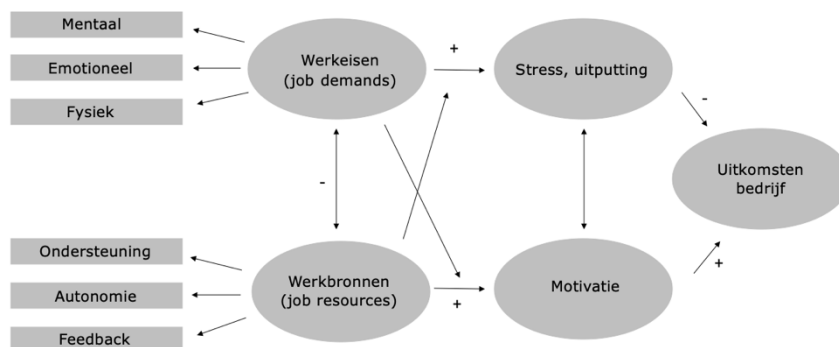 Mentaal
Emotioneel
Fysiek
Werkeisen
(job demands)
+
Stress, uitputting
-
Uitkomsten
bedrijf
-
Ondersteuning
Autonomie
Feedback
Werkbronnen
(job resources)
+
Motivatie
+